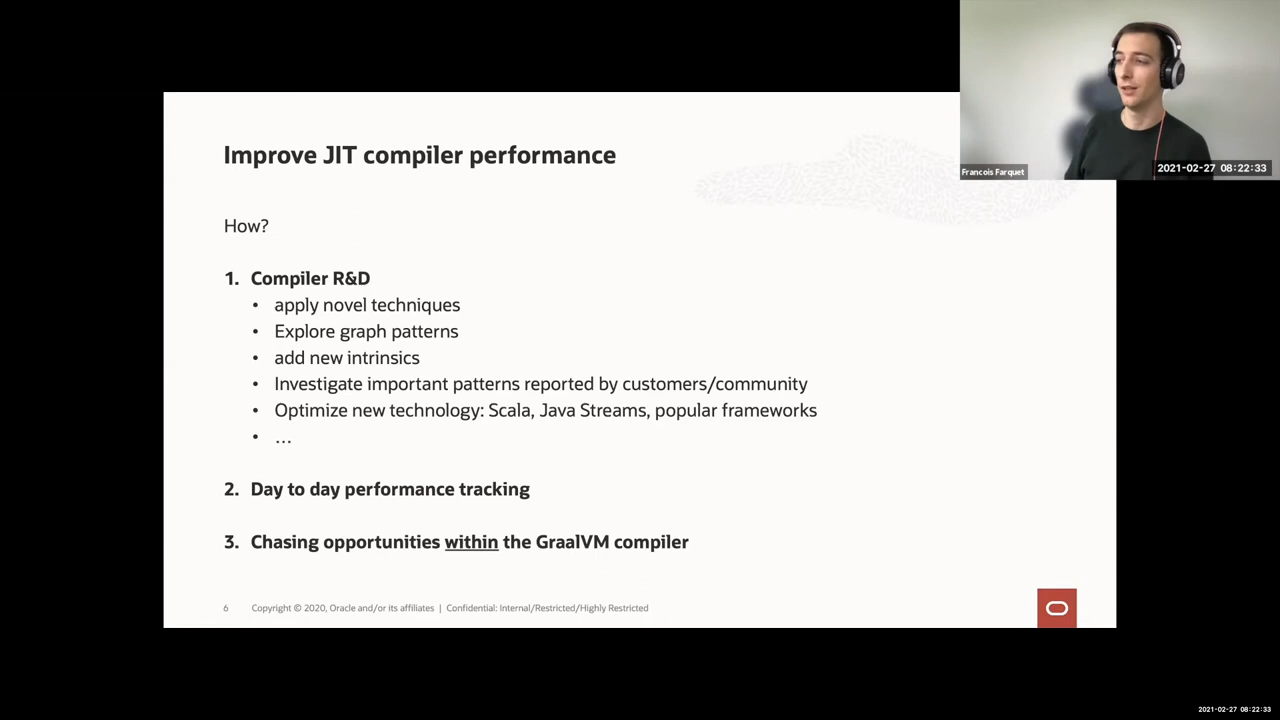 Improve JIT compiler performance
How?
1. Compiler R&D
• apply novel techniques
• Explore graph patterns
• add new intrinsics
• Investigate important patterns reported by customers/community
• Optimize new technology: Scala, Java Streams, popular frameworks
• …
2. Day to day performance tracking
3. Chasing opportunities within the GraalVM compiler
6 Copyright © 2020, Oracle and/or its affiliates | Confidential: Internal/Restricted/Highly Restricted
Francois Farquet
2021-02-27 08:22:33
2021-02-27 08:22:33